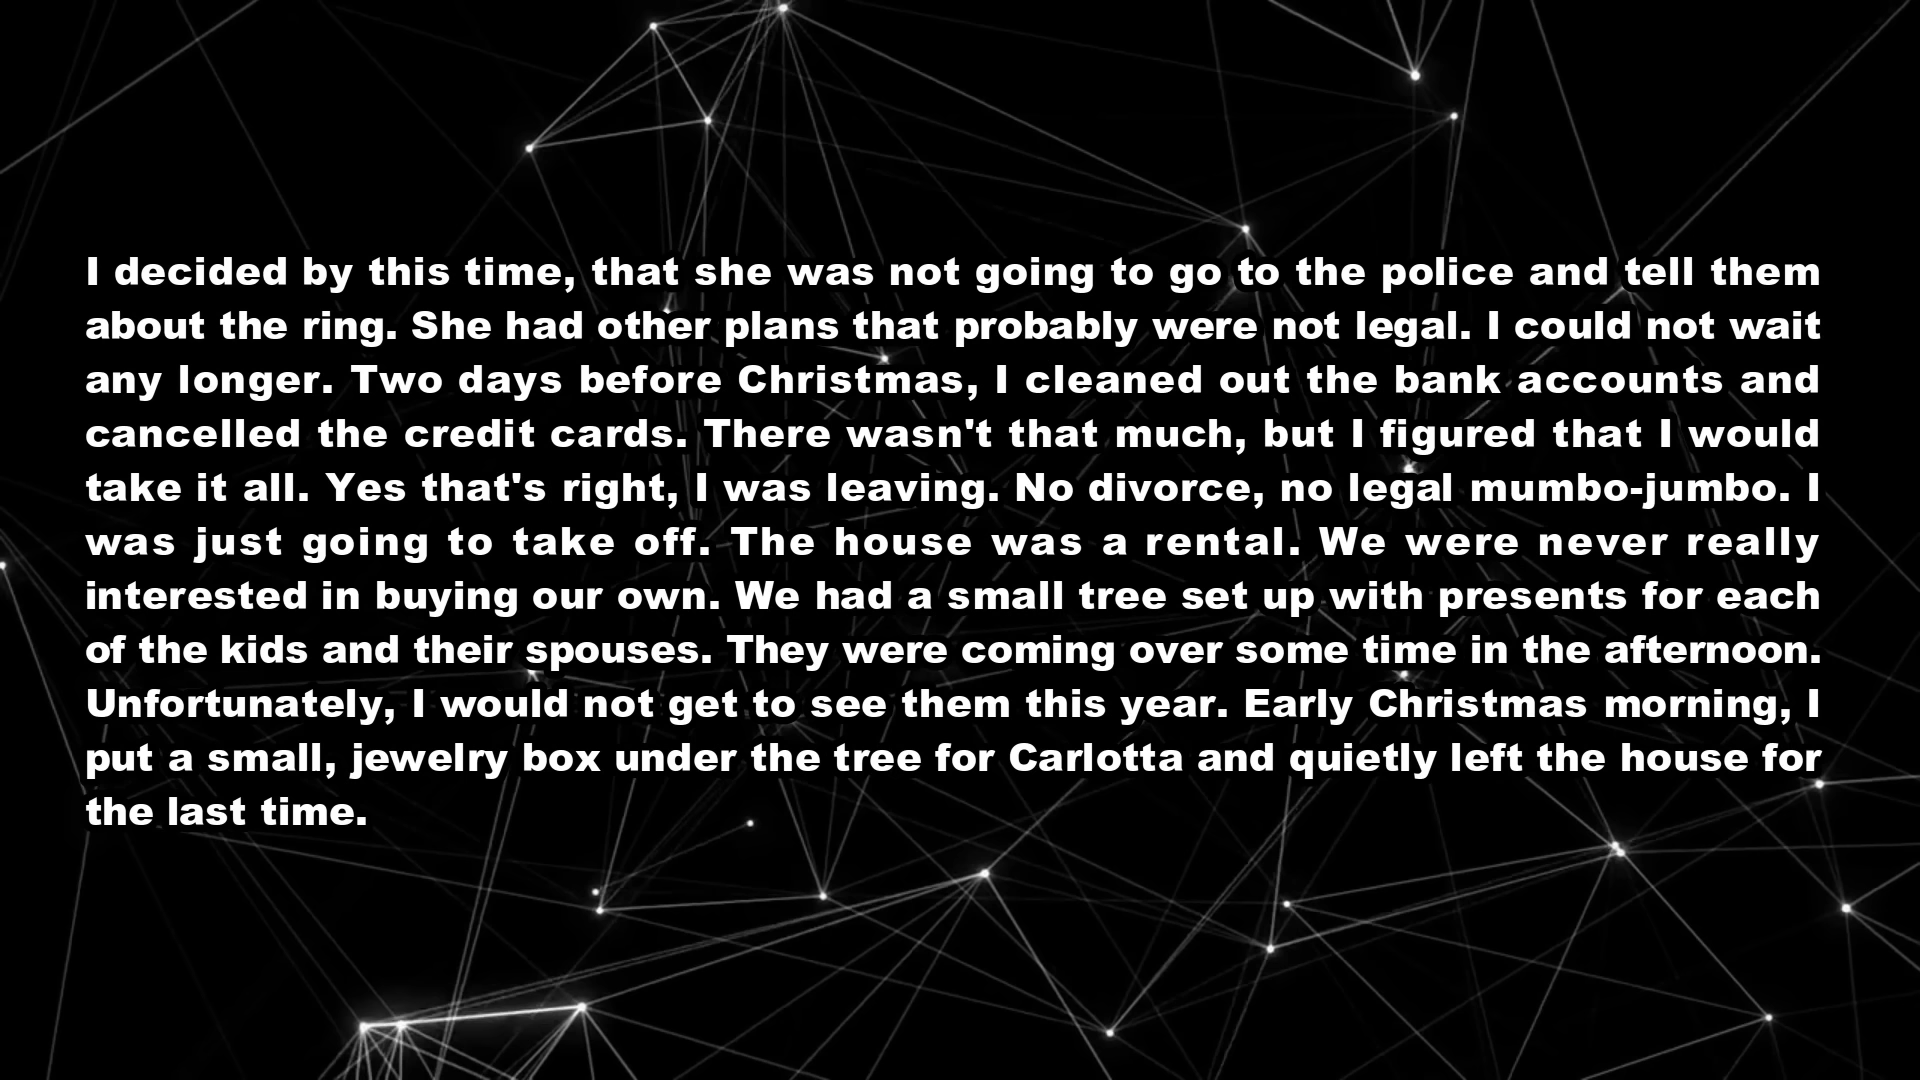 I decided by this time, that she was not going to go to the police and tell them
about the ring. She had other plans that probably were not legal. I could not wait
any longer. Two days before Christmas, I cleaned out the bank accounts and
cancelled the credit cards. There wasn't that much, but I figured that I would
take it all. Yes that's right, I was leaving. No divorce, no legal mumbo-jumbo. I
was just going to take off. The house was a rental. We were never really
interested in buying our own. We had a small tree set up with presents for each
of the kids and their spouses. They were coming over some time in the afternoon.
Unfortunately, I would not get to see them this year. Early Christmas morning, I
put a small, jewelry box under the tree for Carlotta and quietly left the house for
the last time.